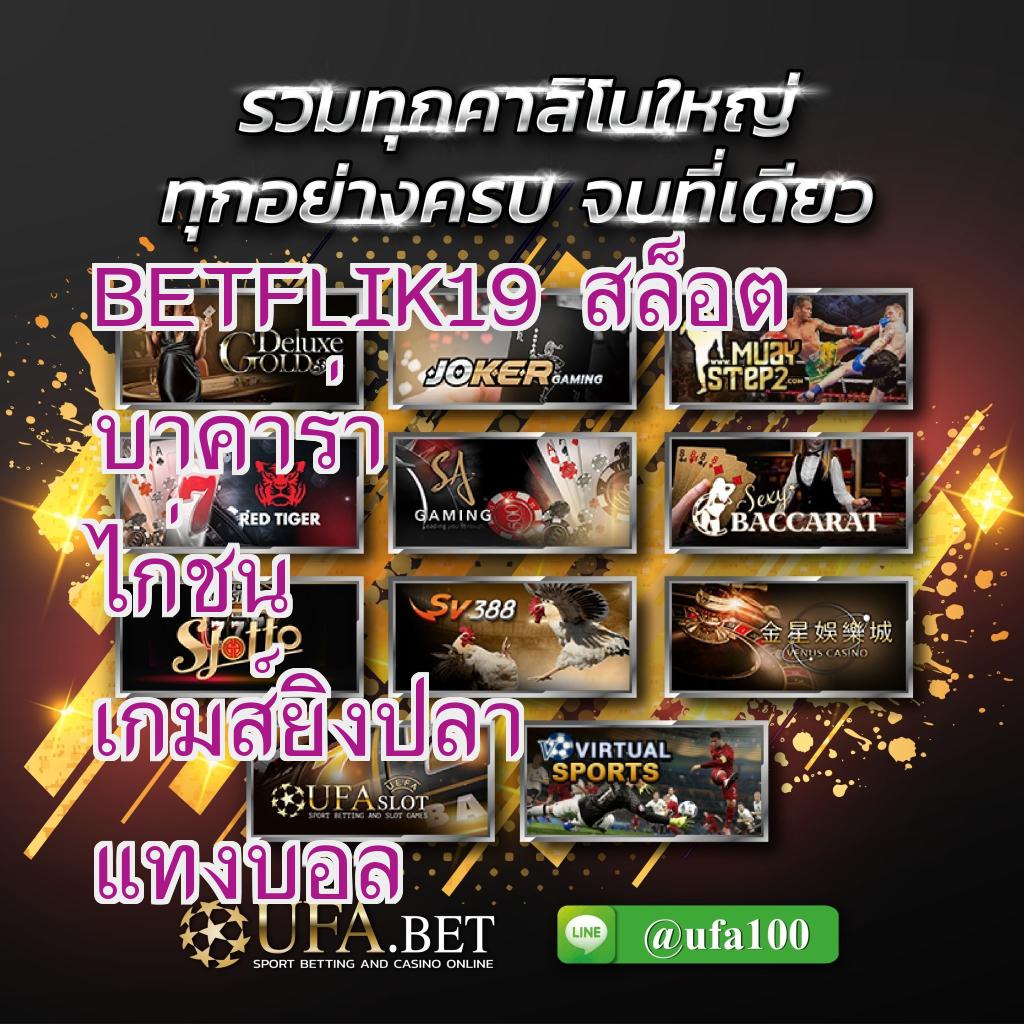 รวมทุกคาสิโนใหญ่
ทุกอย่างครบ จบที่เดียว
BETFLIK19 สล็อต
Deluxe
GOLD
JOKER GAMING
WWW.MUAY
STEP2.COM
บาคาร่า
7
RED TIGER
SA
GAMING
Sexy
BACCARAT
ไก่ชน
777
Slotto
SV388
金星娛樂城
VENUS CASINO
เกมส์ยิงปลา
UFA SLOT
SPORT BETTING AND SLOT GAMES
VIRTUAL
SPORTS
แทงบอล
UFA.BET
SPORT BETTING AND CASINO ONLINE
LINE
@ufa100